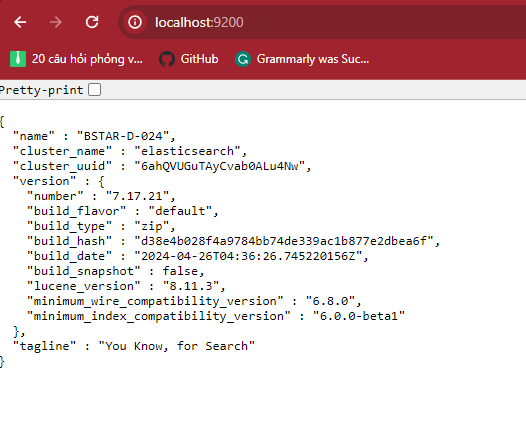 localhost:9200
20 câu hỏi phỏng v... GitHub Grammarly was Suc...
Pretty-print
{
"name" : "BSTAR-D-024",
"cluster_name" : "elasticsearch",
"cluster_uuid" : "6ahQVUGuTAyCvab0ALu4Nw",
"version" : {
"number" : "7.17.21",
"build_flavor" : "default",
"build_type" : "zip",
"build_hash" : "d38e4b028f4a9784bb74de339ac1b877e2dbea6f",
"build_date" : "2024-04-26T04:36:26.745220156Z",
"build_snapshot" : false,
"lucene_version" : "8.11.3",
"minimum_wire_compatibility_version" : "6.8.0",
"minimum_index_compatibility_version" : "6.0.0-beta1"
},
"tagline" : "You Know, for Search"
}